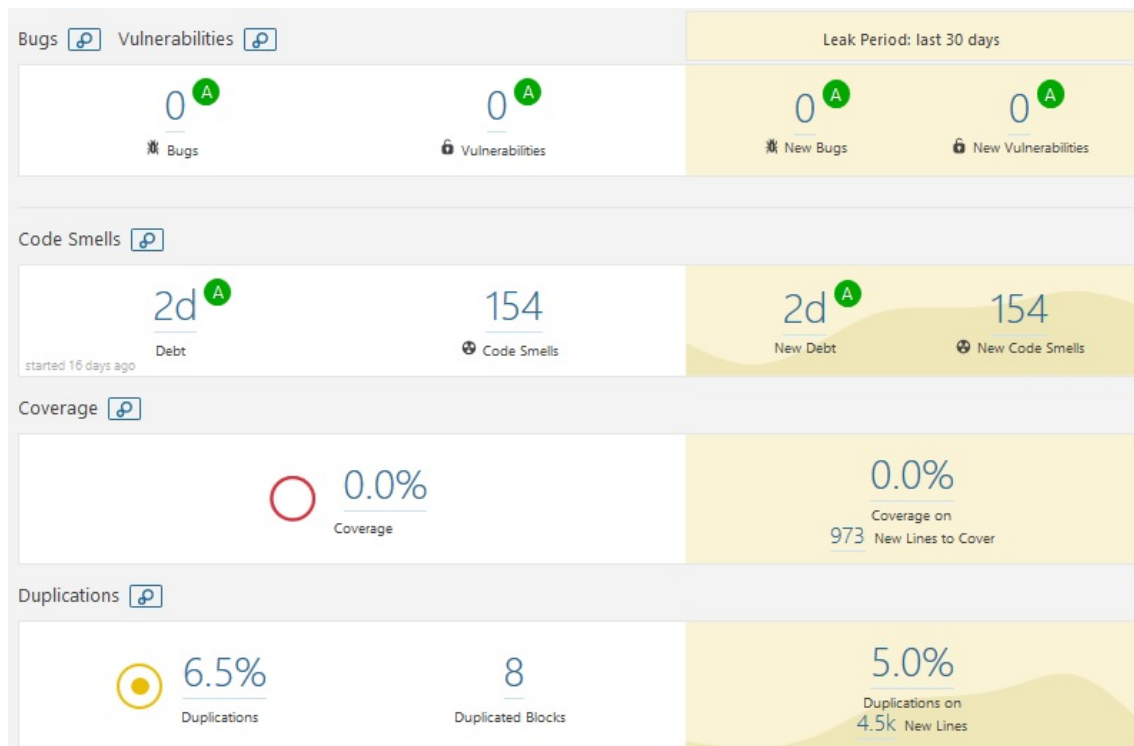 Bugs Vulnerabilities
Leak Period: last 30 days
0 A 0 A 0 A 0 A
Bugs Vulnerabilities New Bugs New Vulnerabilities
Code Smells
2d A 154 2d A 154
Debt Code Smells New Debt New Code Smells
started 16 days ago
Coverage
0.0% 0.0%
Coverage Coverage on
973 New Lines to Cover
Duplications
6.5% 8 5.0%
Duplications Duplicated Blocks Duplications on
4.5k New Lines